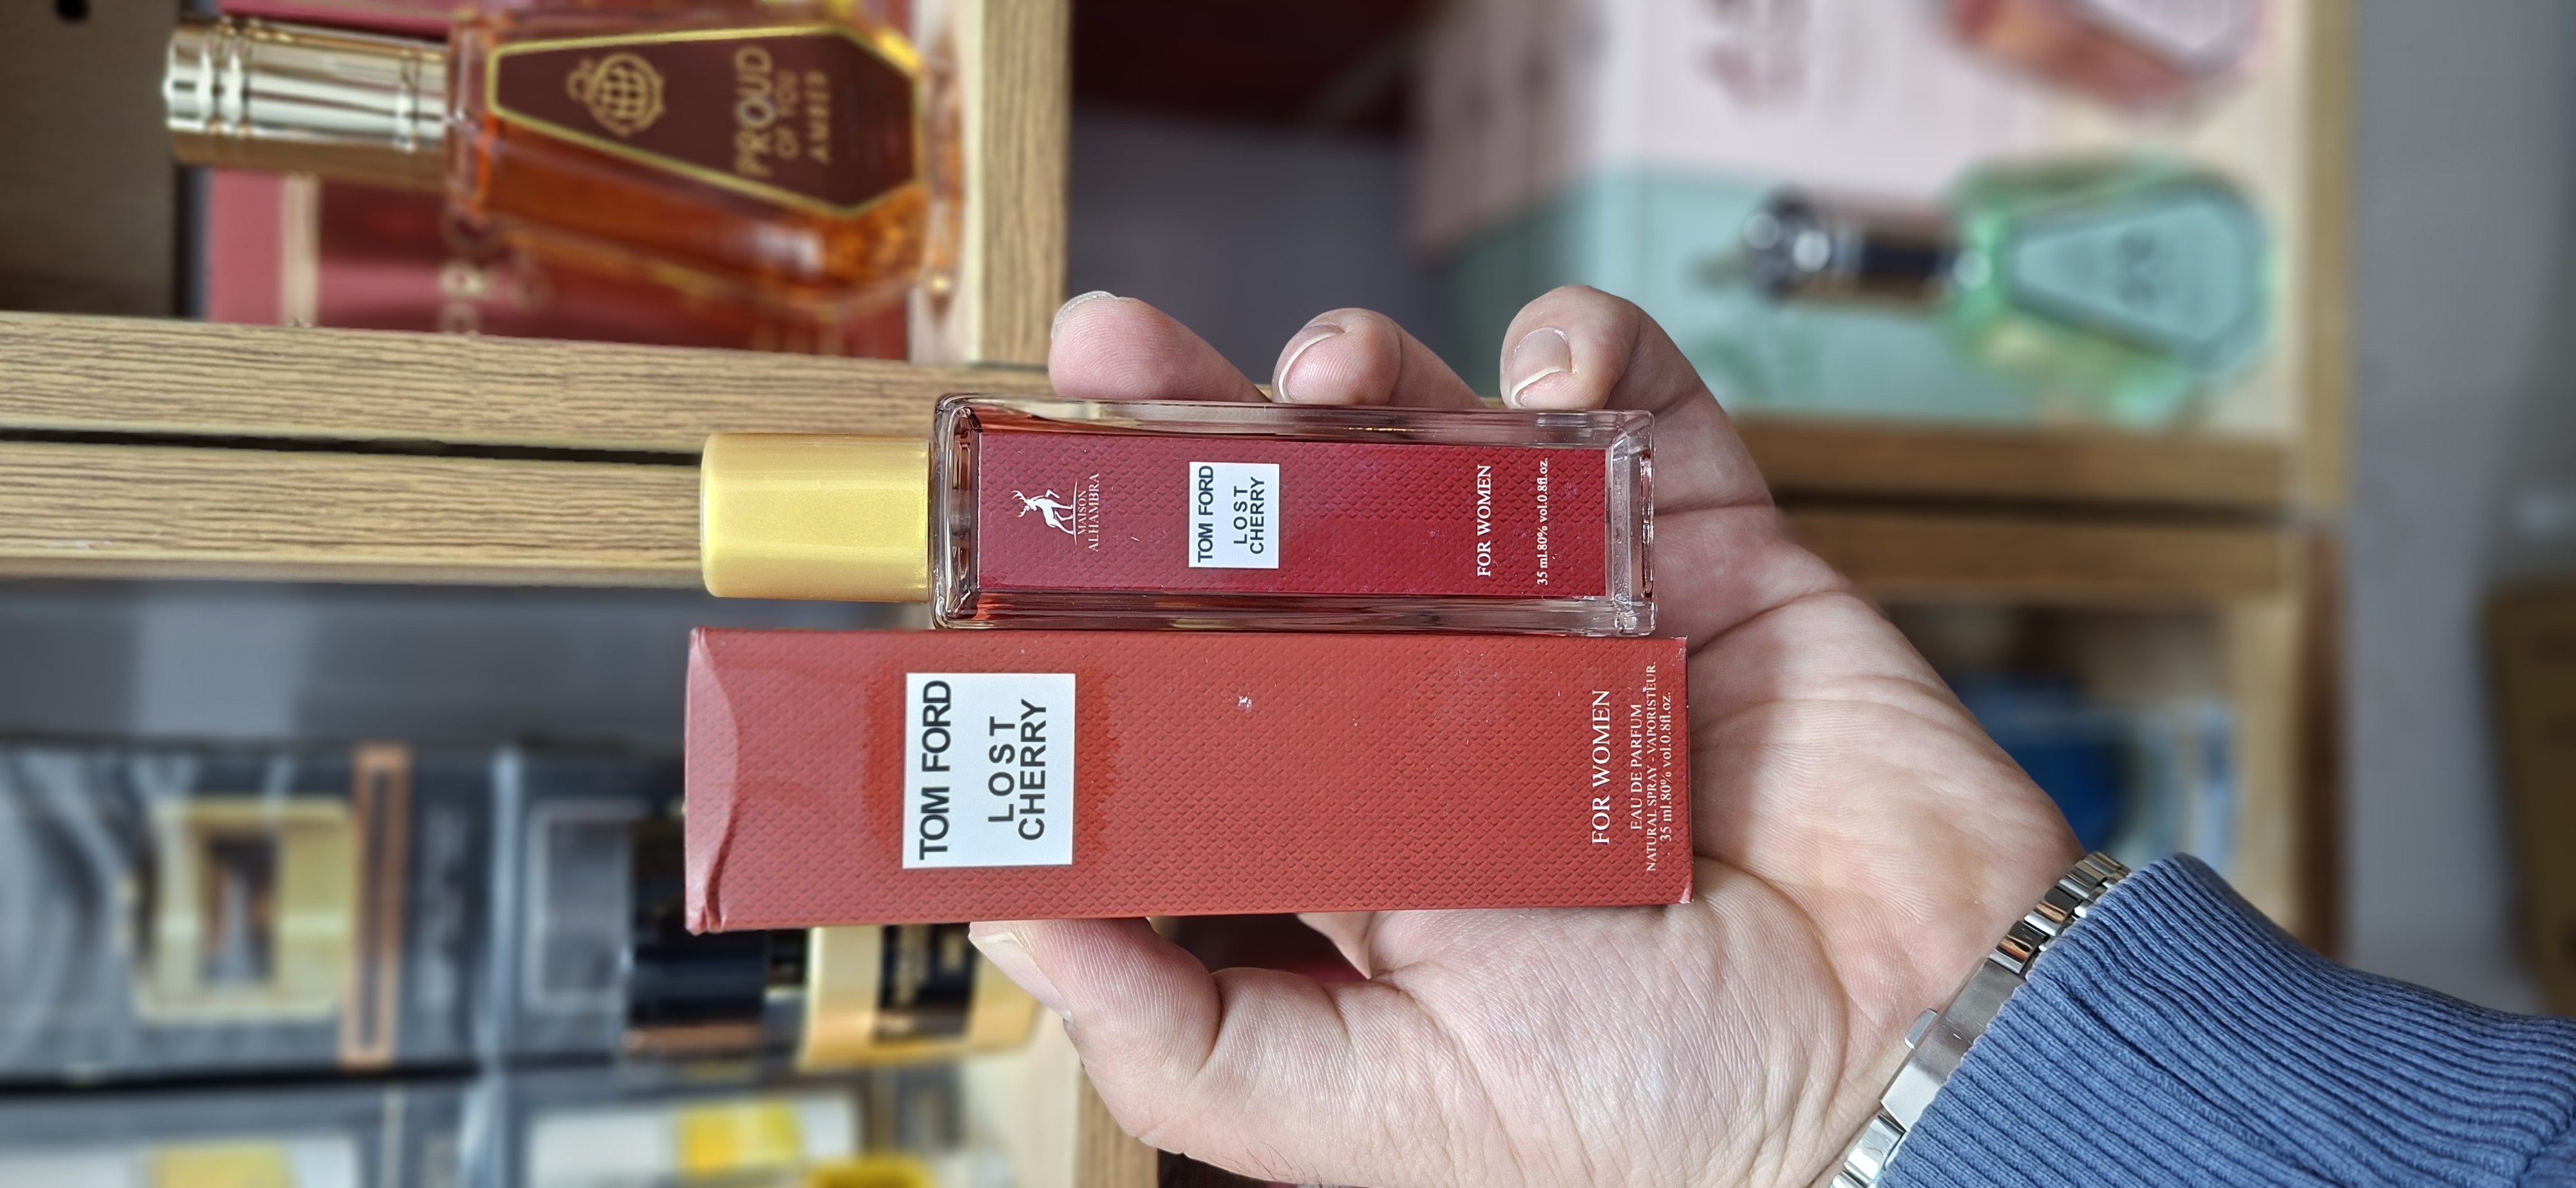 PROUD
OF YOU
AMBER
MAISON
ALHAMBRA
TOM FORD
LOST
CHERRY
FOR WOMEN
35 ml.80% vol.0.8fl.oz.
TOM FORD
LOST
CHERRY
FOR WOMEN
EAU DE PARFUM
NATURAL SPRAY - VAPORISTEUR.
35 ml.80% vol.0.8fl.oz.